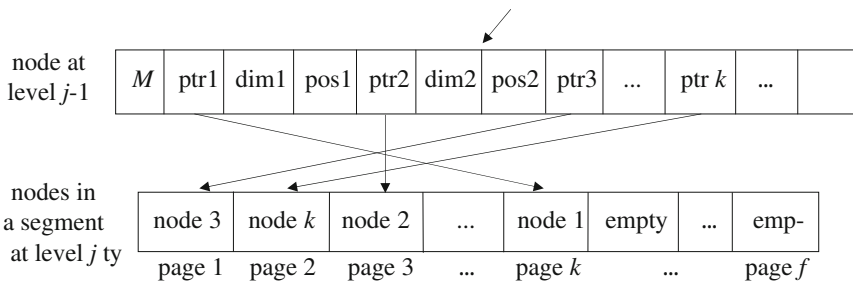 node at
level j-1
M ptr1 dim1 pos1 ptr2 dim2 pos2 ptr3 ... ptr k ...
nodes in
a segment
at level j ty
node 3 node k node 2 ... node 1 empty ... emp-
page 1 page 2 page 3 ... page k ... page f